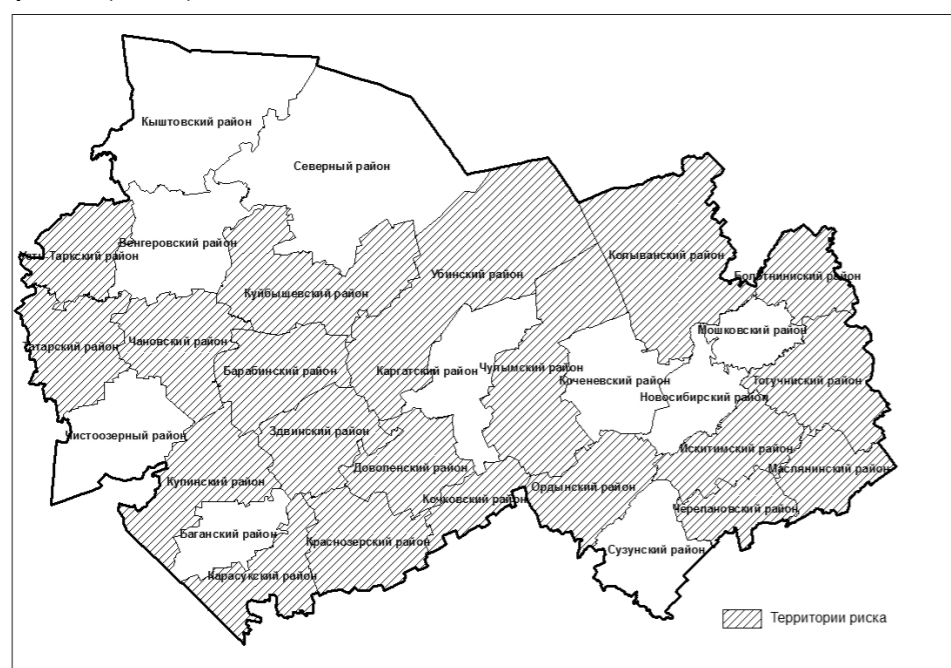 Кыштовский район
Северный район
Венгеровский район
Усть-Таркский район
Куйбышевский район
Убинский район
Колыванский район
Болотниниский район
Мошковский район
Татарский район
Чановский район
Барабинский район
Каргатский район
Чулымский район
Коченевский район
Новосибирский район
Тогучниский район
Чистоозерный район
Здвинский район
Доволенский район
Искитимский район
Маслянинский район
Купинский район
Кочковский район
Ордынский район
Черепановский район
Баганский район
Краснозерский район
Сузунский район
Карасукский район
Территории риска